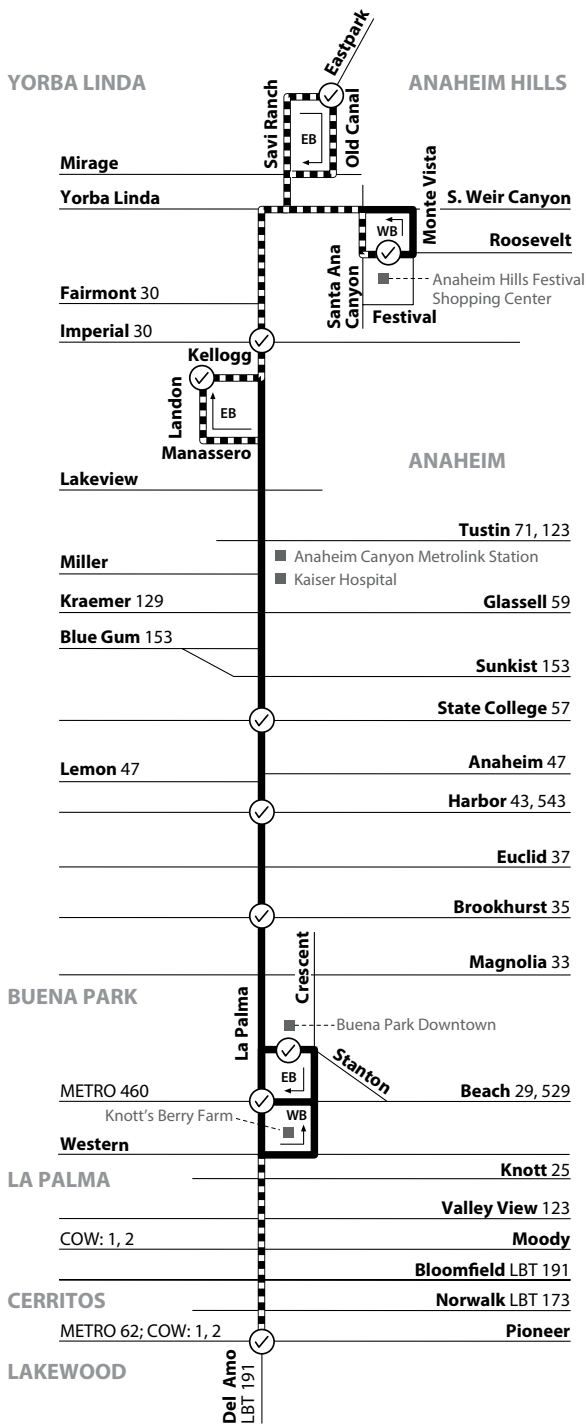 Eastpark
YORBA LINDA
ANAHEIM HILLS
Savi Ranch
EB
Old Canal
Mirage
Yorba Linda
Monte Vista
S. Weir Canyon
WB
Roosevelt
Santa Ana
Canyon
Anaheim Hills Festival
Shopping Center
Festival
Fairmont 30
Imperial 30
Kellogg
Landon
EB
Manassero
ANAHEIM
Lakeview
Tustin 71, 123
Anaheim Canyon Metrolink Station
Miller
Kaiser Hospital
Kraemer 129
Glassell 59
Blue Gum 153
Sunkist 153
State College 57
Lemon 47
Anaheim 47
Harbor 43, 543
Euclid 37
Brookhurst 35
Crescent
Magnolia 33
BUENA PARK
La Palma
Buena Park Downtown
Stanton
EB
METRO 460
Beach 29, 529
Knott's Berry Farm
WB
Western
Knott 25
LA PALMA
Valley View 123
COW: 1, 2
Moody
Bloomfield LBT 191
CERRITOS
Norwalk LBT 173
METRO 62; COW: 1, 2
Pioneer
LAKEWOOD
Del Amo
LBT 191